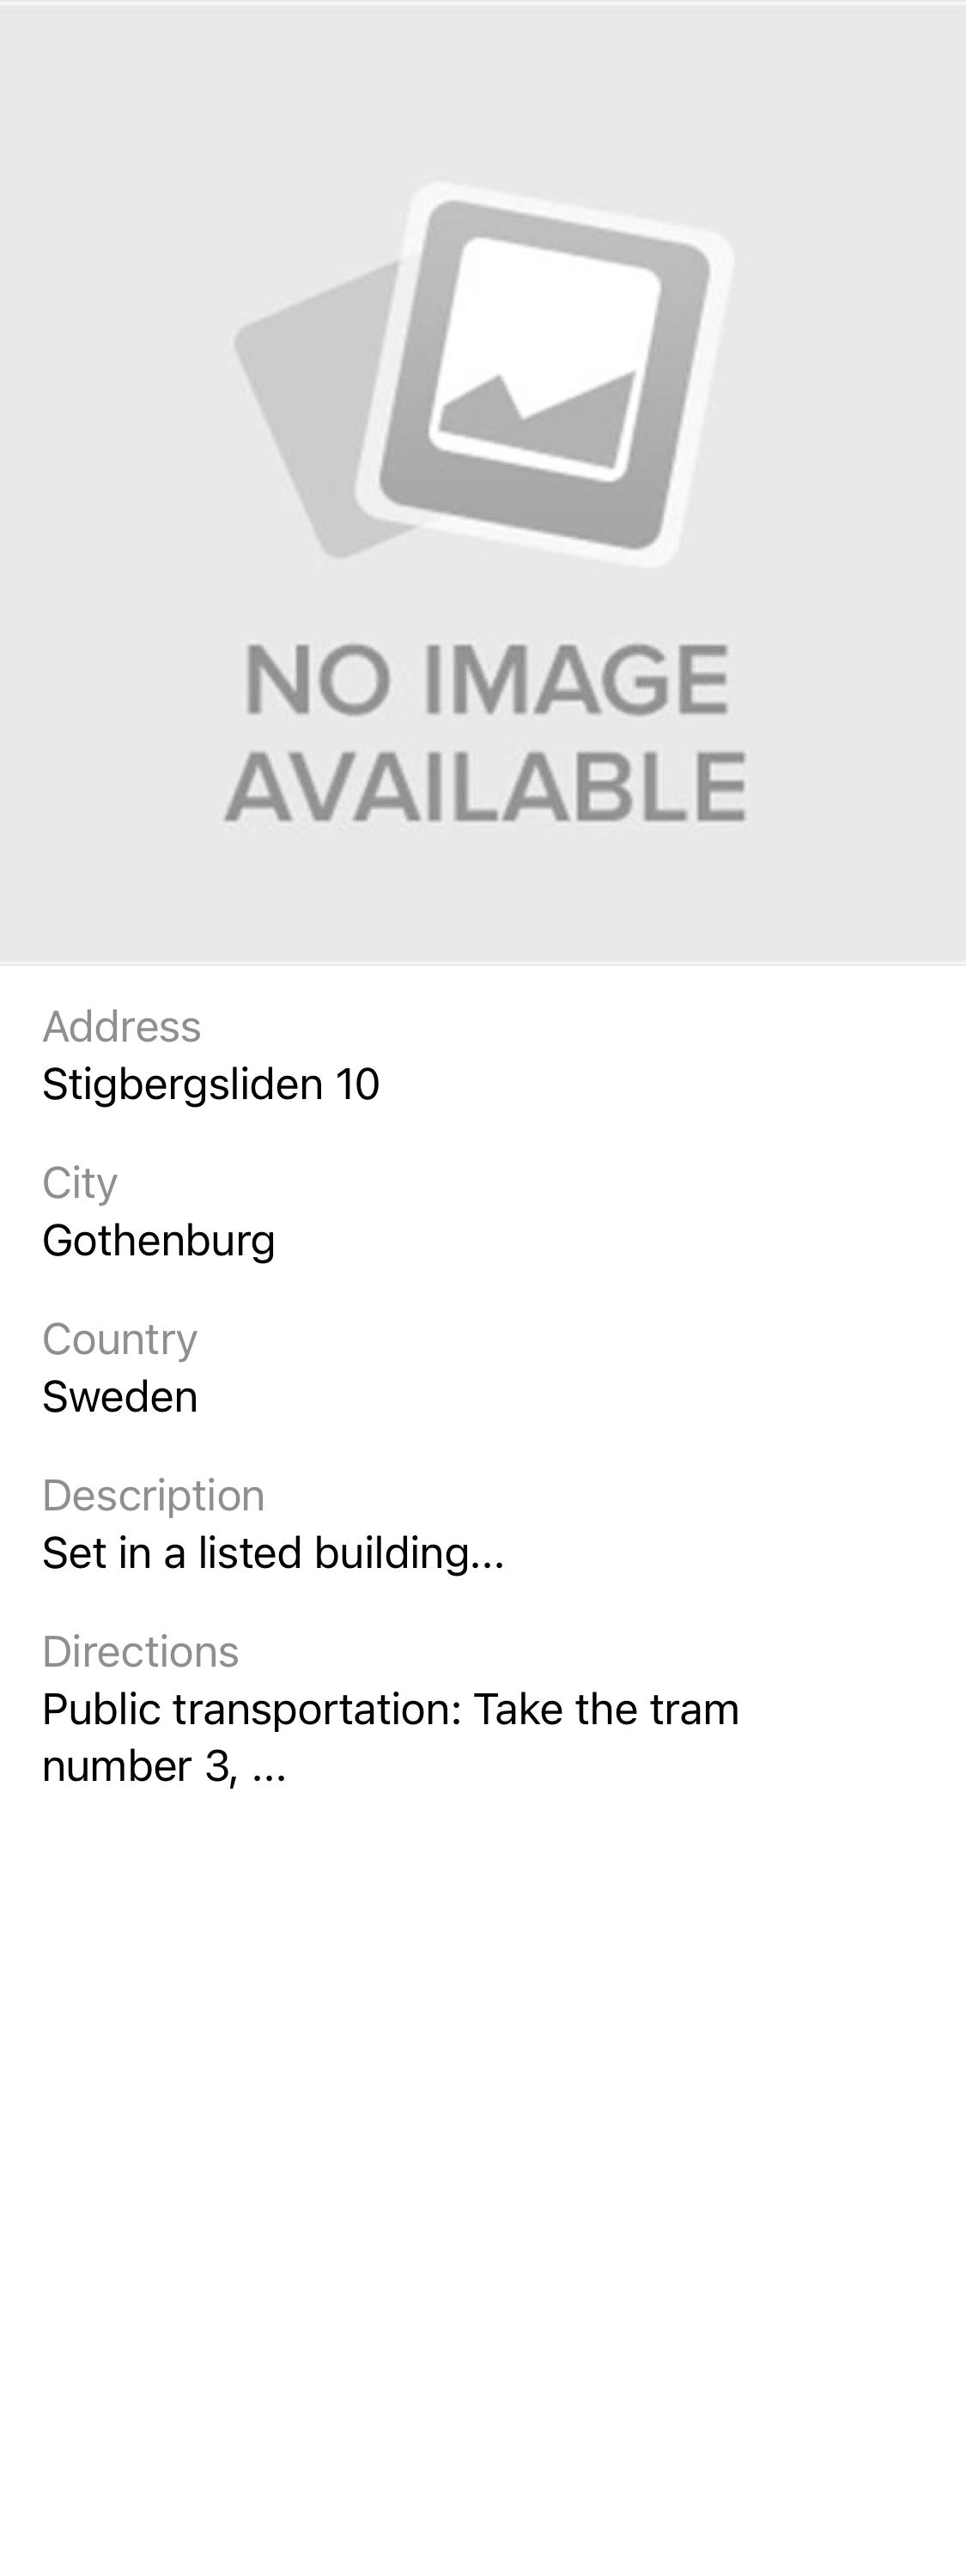 NO IMAGE
AVAILABLE
Address
Stigbergsliden 10
City
Gothenburg
Country
Sweden
Description
Set in a listed building...
Directions
Public transportation: Take the tram
number 3, ...